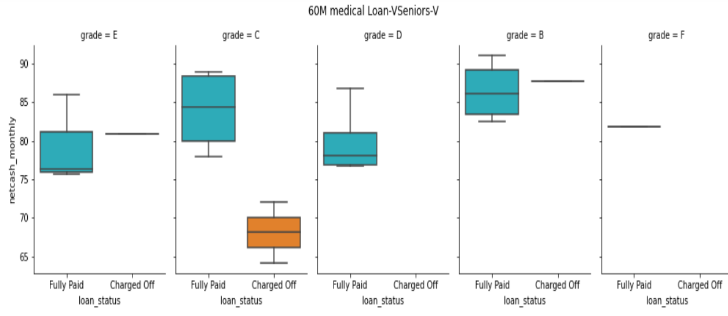 60M medical Loan-VSeniors-V
grade = E
grade = C
grade = D
grade = B
grade = F
netcash_monthly
90
85
80
75
70
65
Fully Paid Charged Off
loan_status
Fully Paid Charged Off
loan_status
Fully Paid Charged Off
loan_status
Fully Paid Charged Off
loan_status
Fully Paid Charged Off
loan_status